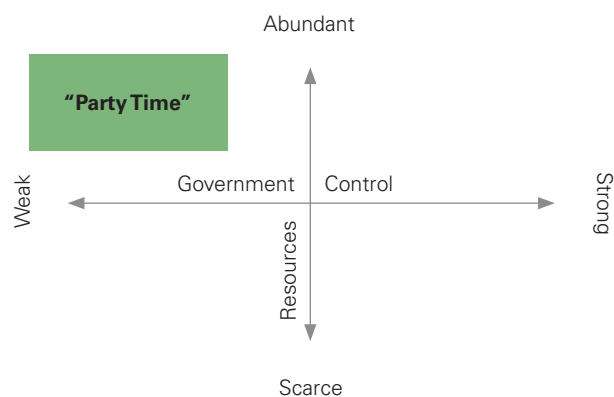 Abundant
“Party Time”
Weak
Government Control
Strong
Resources
Scarce